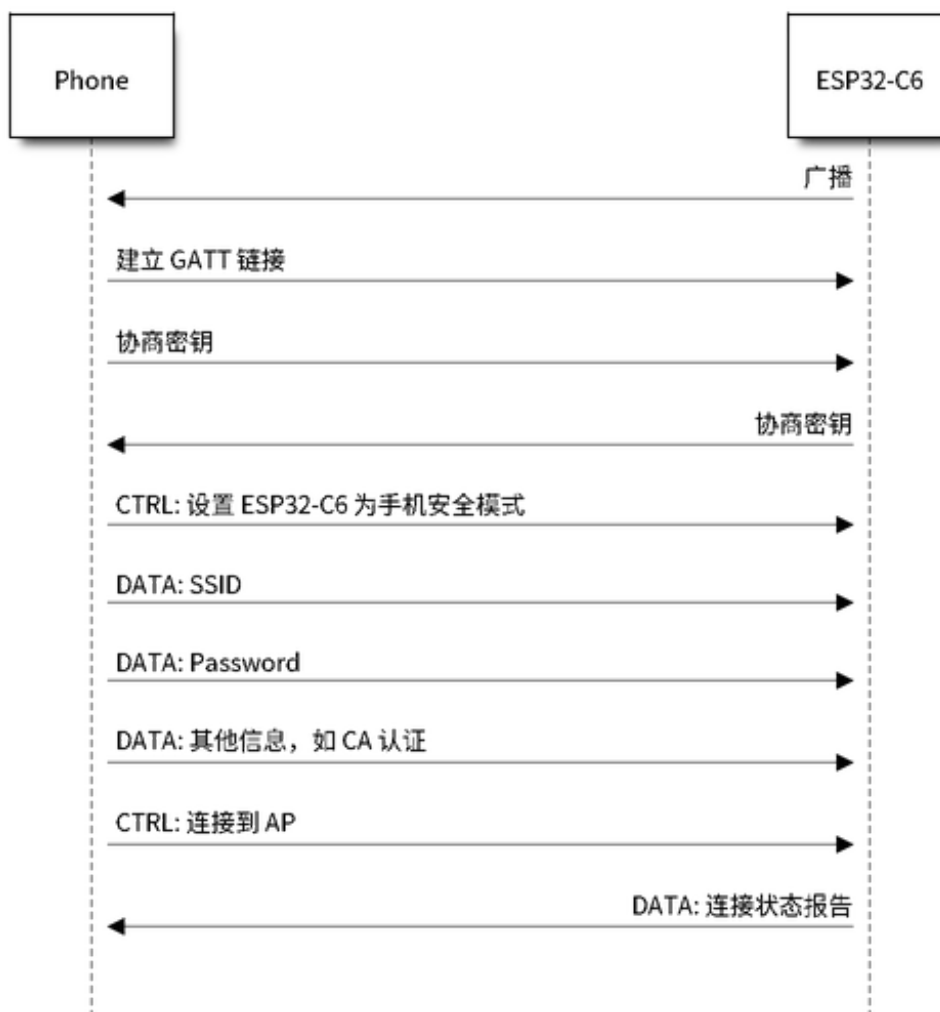 Phone
ESP32-C6
广播
建立 GATT 链接
协商密钥
协商密钥
CTRL: 设置 ESP32-C6 为手机安全模式
DATA: SSID
DATA: Password
DATA: 其他信息，如 CA 认证
CTRL: 连接到 AP
DATA: 连接状态报告